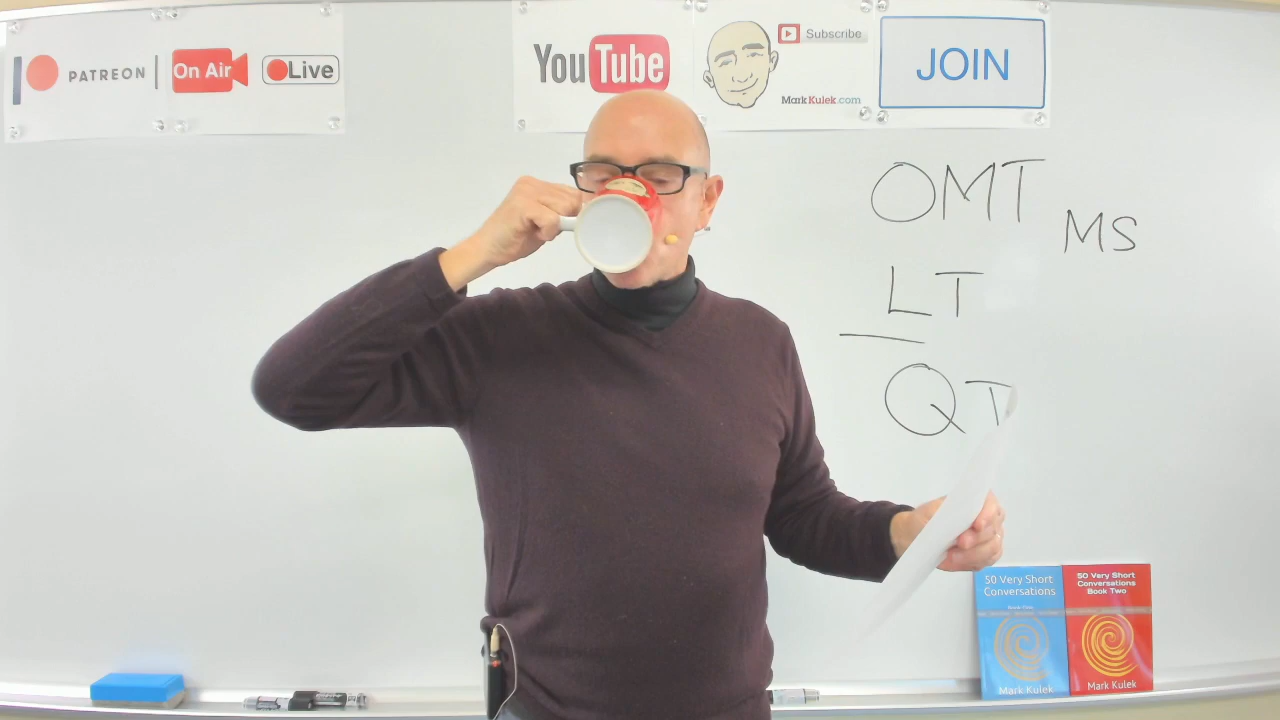 PATREON
On Air
Live
YouTube
Subscribe
MarkKulek.com
JOIN
OMT
MS
LT
QT
50 Very Short
Conversations
Mark Kulek
50 Very Short
Conversations
Book Two
Mark Kulek